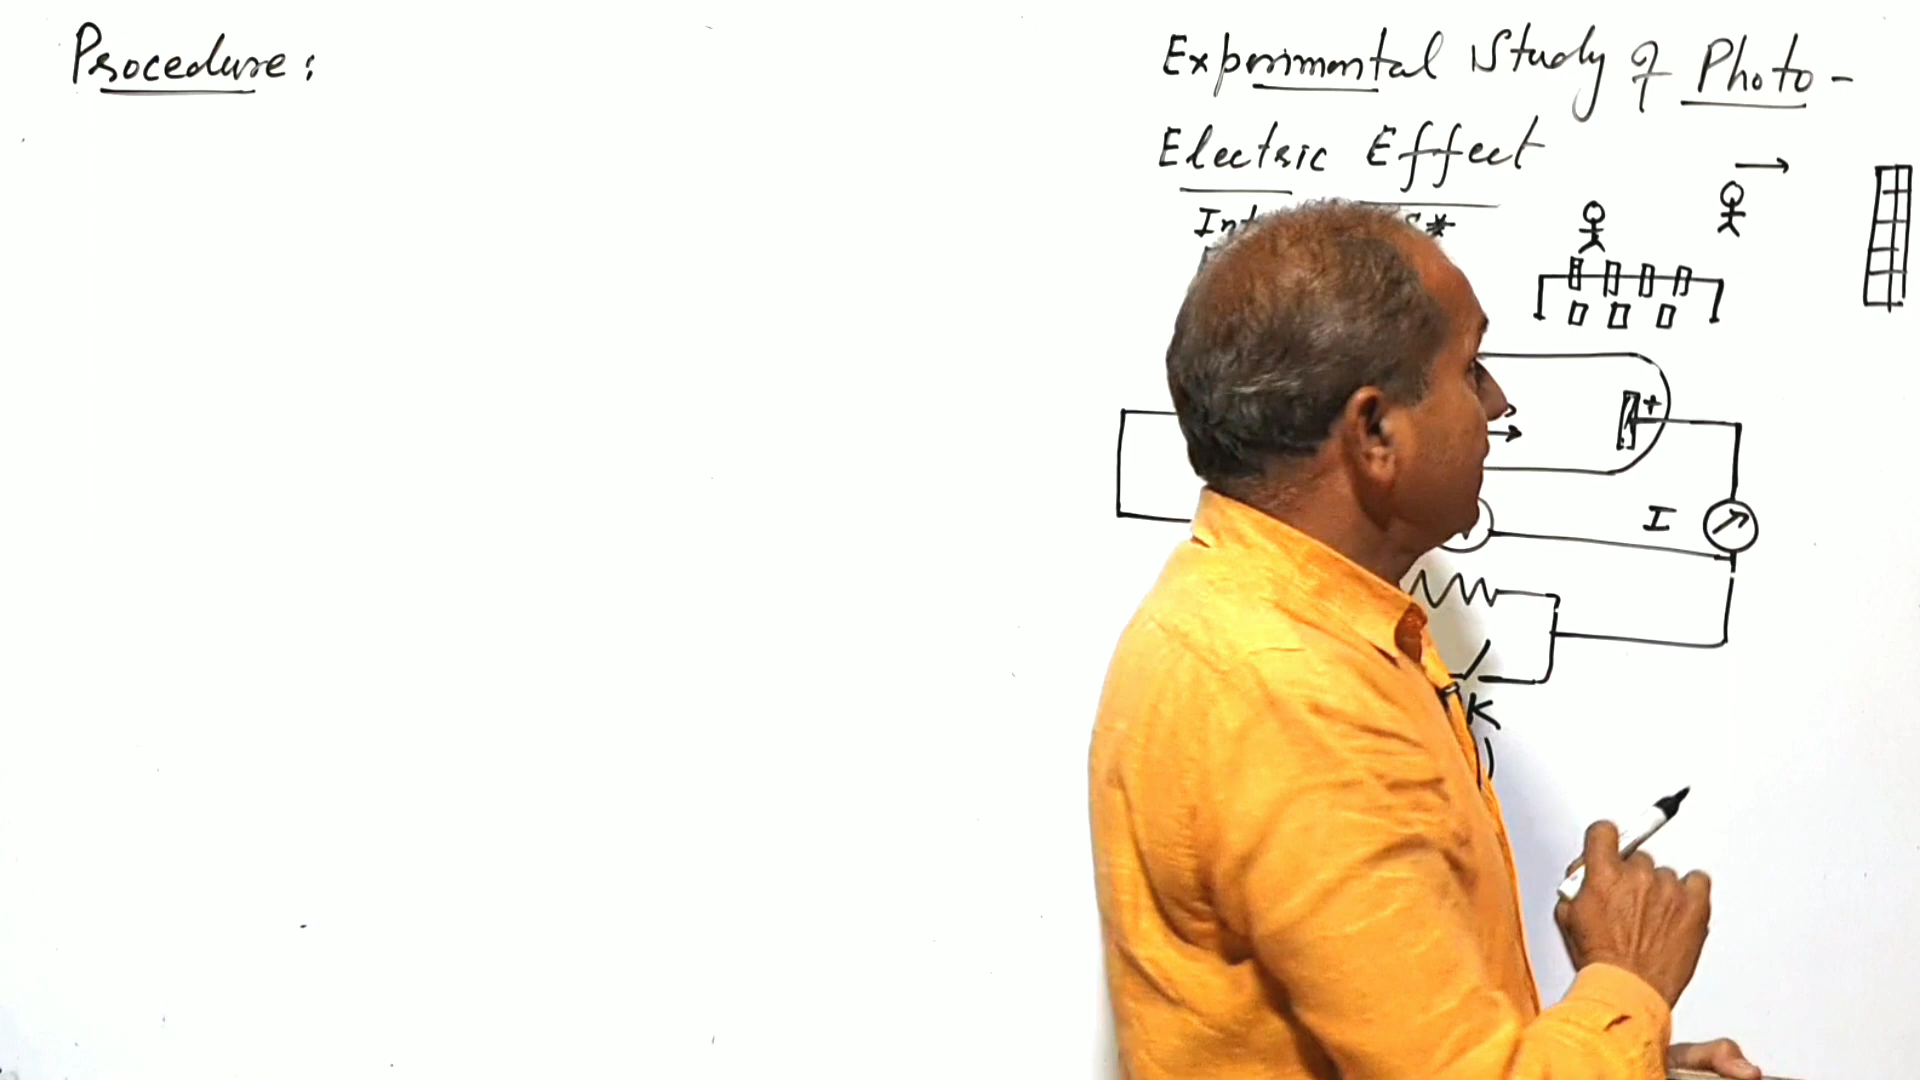 Procedure:
Experimental Study of Photo-
Electric Effect
+
I
K